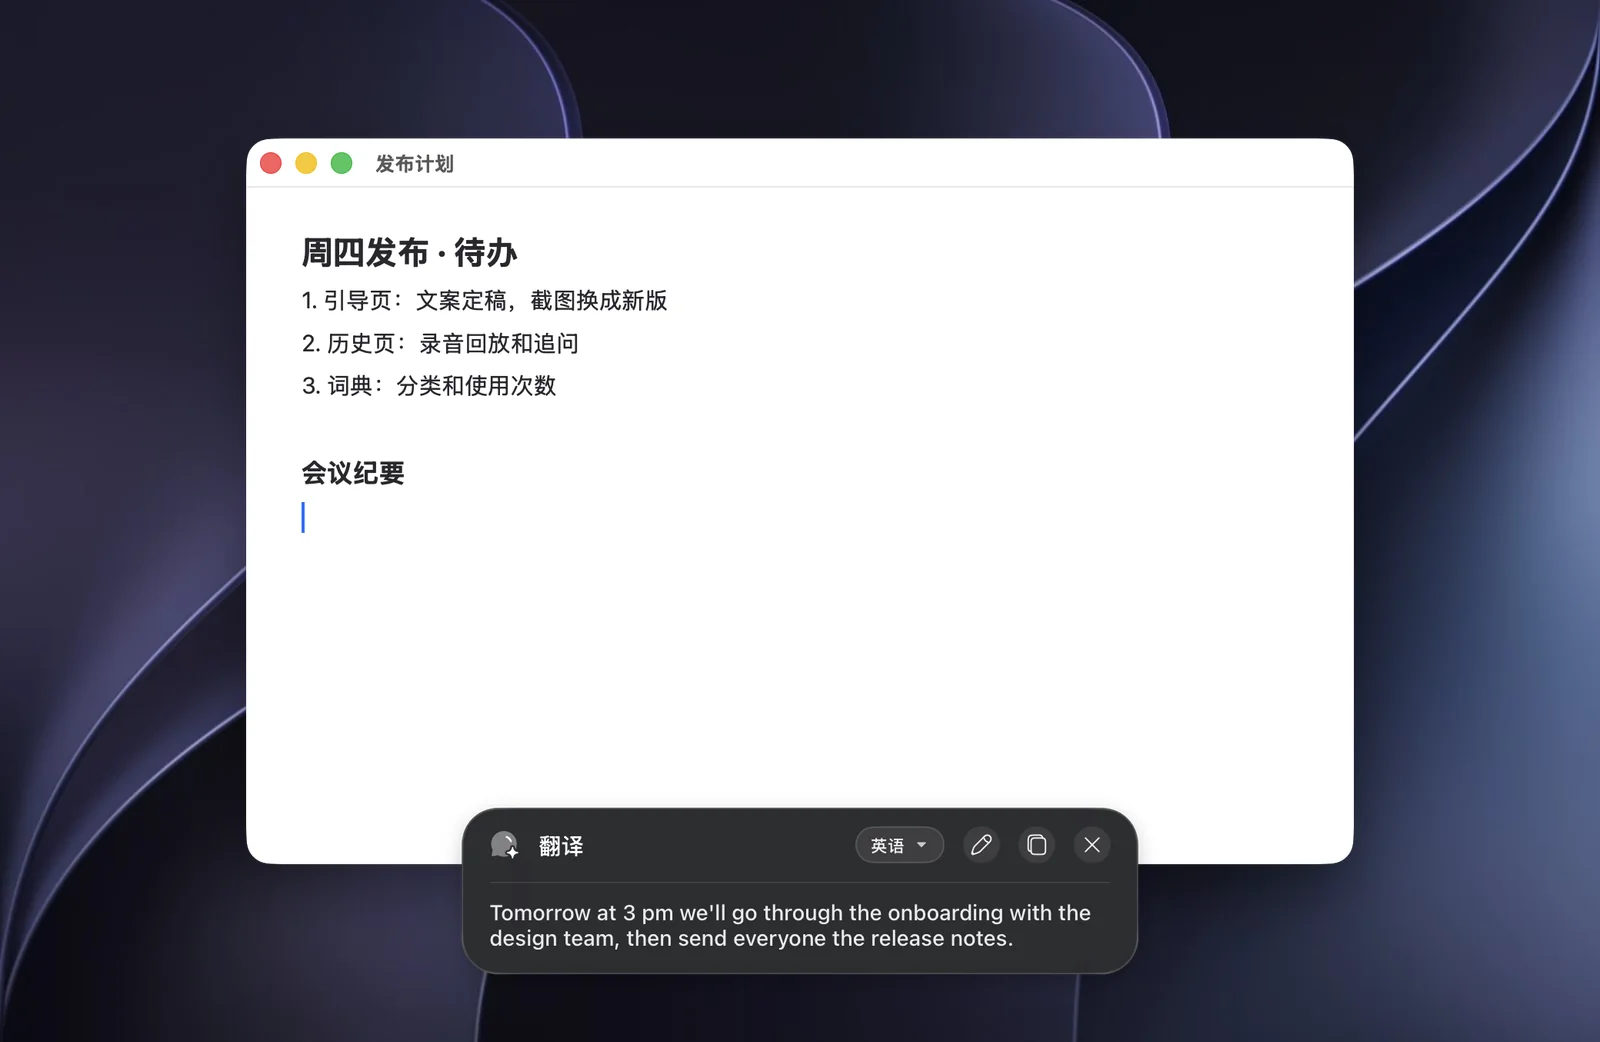 发布计划
周四发布 · 待办
1. 引导页：文案定稿，截图换成新版
2. 历史页：录音回放和追问
3. 词典：分类和使用次数
会议纪要
翻译
英语
Tomorrow at 3 pm we'll go through the onboarding with the
design team, then send everyone the release notes.